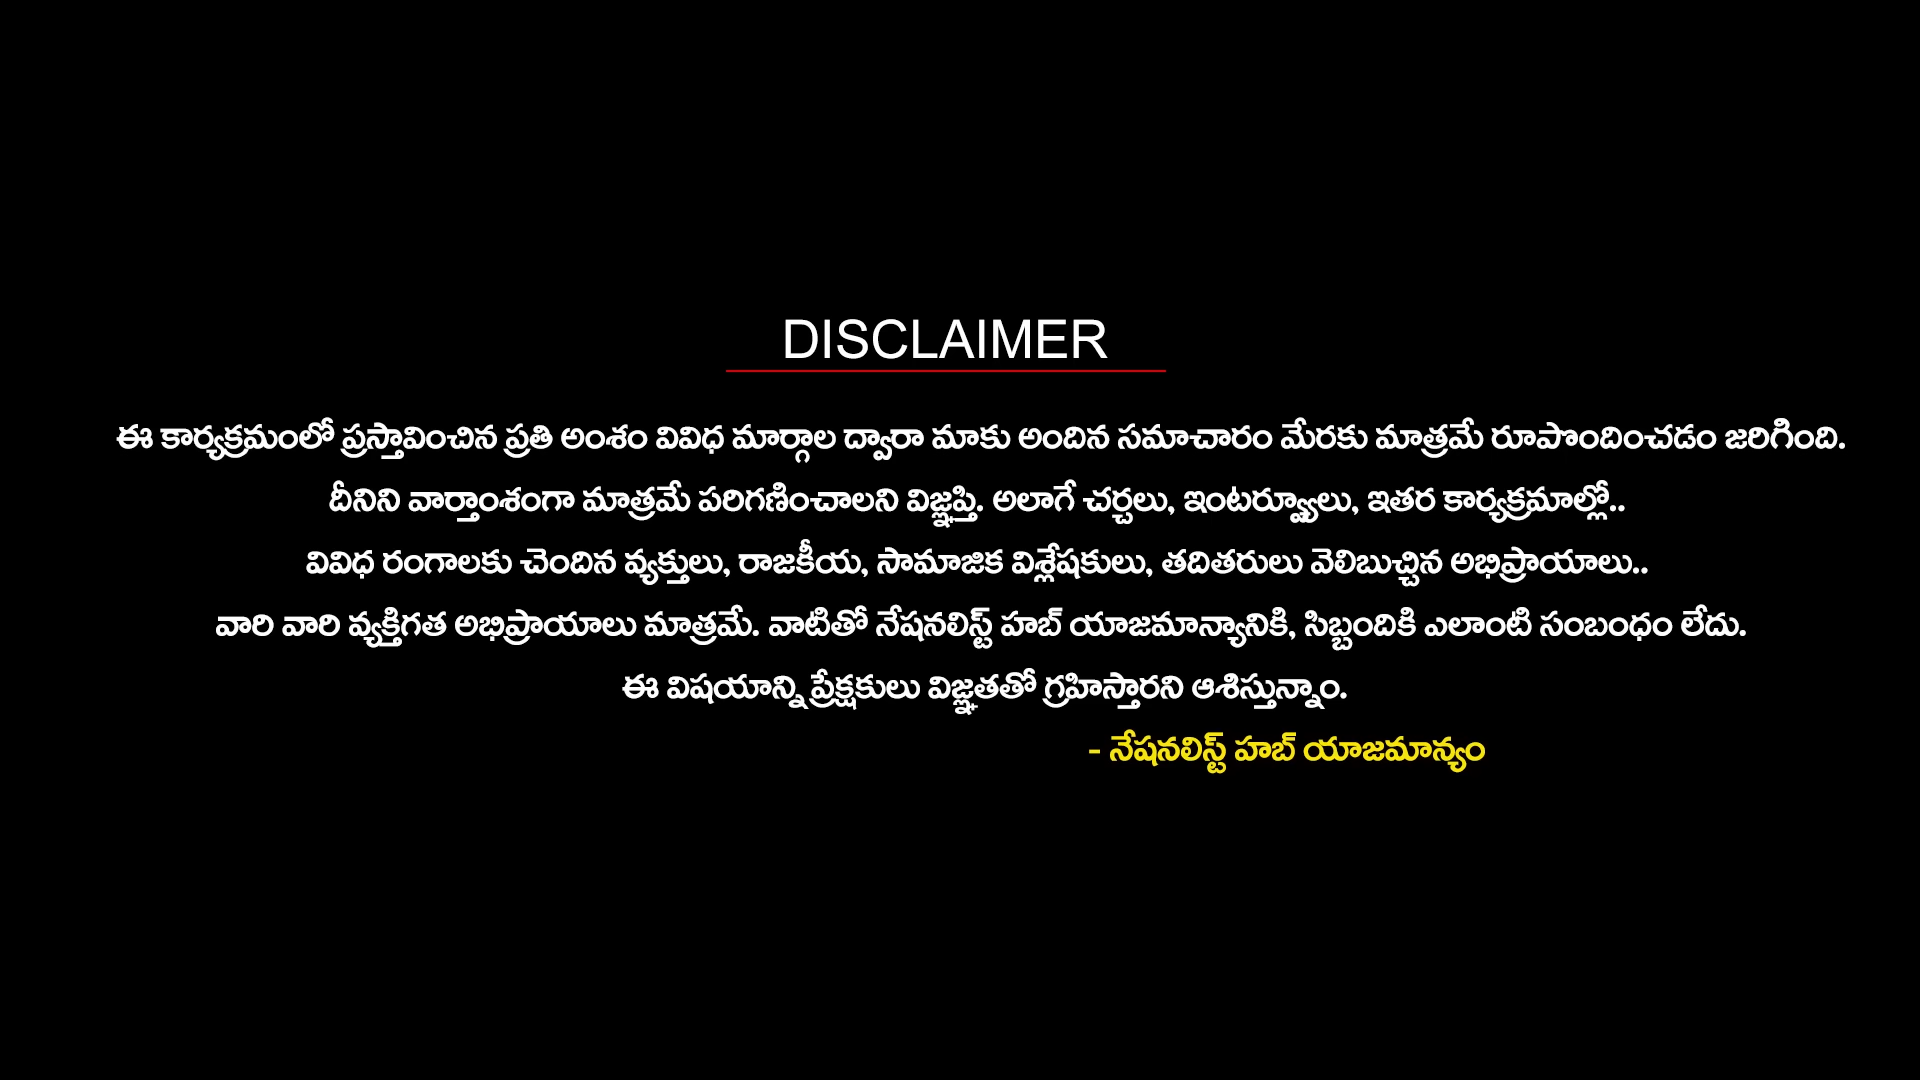 DISCLAIMER
ఈ కార్యక్రమంలో ప్రస్తావించిన ప్రతి అంశం వివిధ మార్గాల ద్వారా మాకు అందిన సమాచారం మేరకు మాత్రమే రూపొందించడం జరిగింది.
దీనిని వార్తాంశంగా మాత్రమే పరిగణించాలని విజ్ఞప్తి. అలాగే చర్చలు, ఇంటర్వ్యూలు, ఇతర కార్యక్రమాల్లో..
వివిధ రంగాలకు చెందిన వ్యక్తులు, రాజకీయ, సామాజిక విశ్లేషకులు, తదితరులు వెలిబుచ్చిన అభిప్రాయాలు..
వారి వారి వ్యక్తిగత అభిప్రాయాలు మాత్రమే. వాటితో నేషనలిస్ట్ హబ్ యాజమాన్యానికి, సిబ్బందికి ఎలాంటి సంబంధం లేదు.
ఈ విషయాన్ని ప్రేక్షకులు విజ్ఞతతో గ్రహిస్తారని ఆశిస్తున్నాం.
- నేషనలిస్ట్ హబ్ యాజమాన్యం